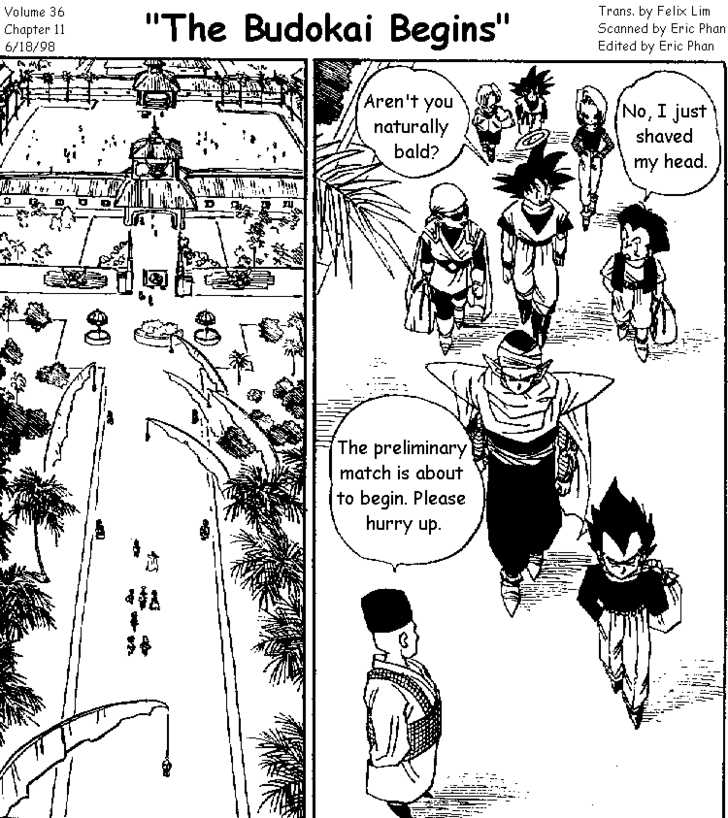 Volume 36
Chapter 11
6/18/98
"The Budokai Begins"
Trans. by Felix Lim
Scanned by Eric Phan
Edited by Eric Phan
Aren't you
naturally
bald?
No, I just
shaved
my head.
The preliminary
match is about
to begin. Please
hurry up.